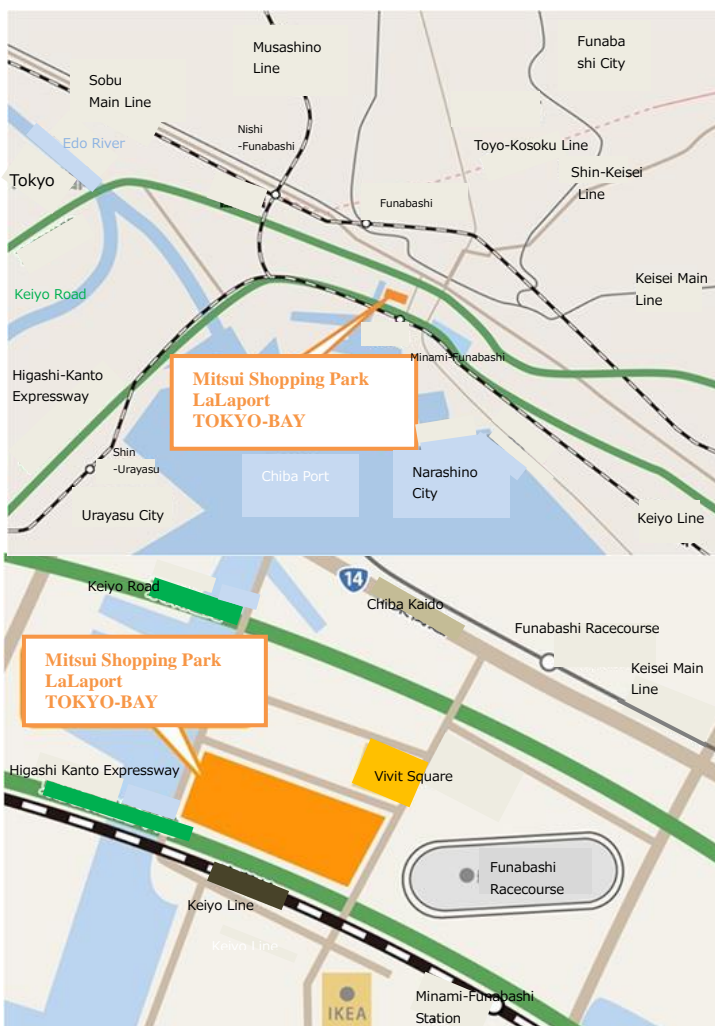 Musashino
Line
Funaba
shi City
Sobu
Main Line
Nishi
-Funabashi
Edo River
Toyo-Kosoku Line
Tokyo
Shin-Keisei
Line
Funabashi
Keiyo Road
Keisei Main
Line
Minami-Funabashi
Higashi-Kanto
Expressway
Mitsui Shopping Park
LaLaport
TOKYO-BAY
Shin
-Urayasu
Chiba Port
Narashino
City
Urayasu City
Keiyo Line
14
Keiyo Road
Chiba Kaido
Funabashi Racecourse
Keisei Main
Line
Mitsui Shopping Park
LaLaport
TOKYO-BAY
Higashi Kanto Expressway
Vivit Square
Funabashi
Racecourse
Keiyo Line
Keiyo Line
IKEA
Minami-Funabashi
Station